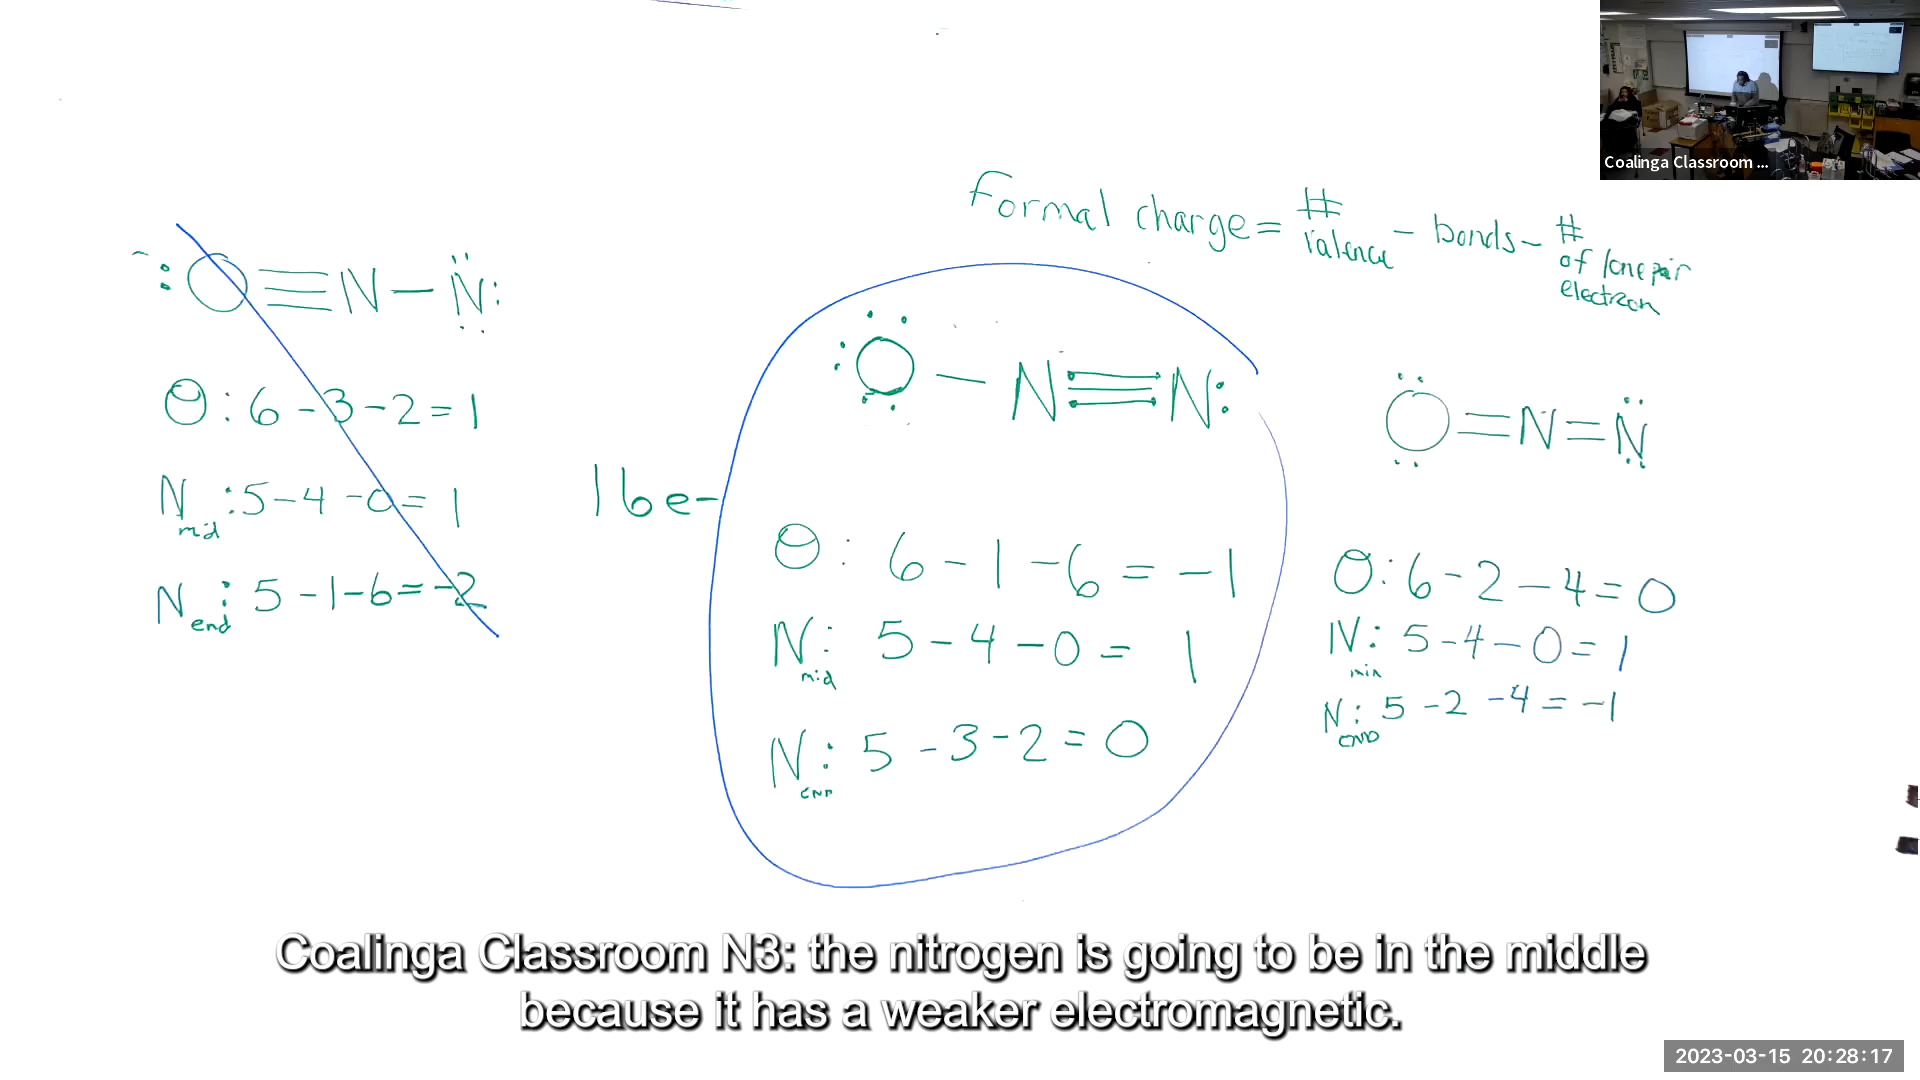 Coalinga Classroom ...
Formal charge = # valence - bonds - # of lone pair electron
:O≡N-N:
O: 6-3-2=1
N mid: 5-4-0=1
N end: 5-1-6=-2
16e-
:O-N≡N:
O: 6-1-6=-1
N mid: 5-4-0=1
N: 5-3-2=0
O=N=N
O: 6-2-4=0
N: 5-4-0=1
N END: 5-2-4=-1
Coalinga Classroom N3: the nitrogen is going to be in the middle
because it has a weaker electromagnetic.
2023-03-15 20:28:17